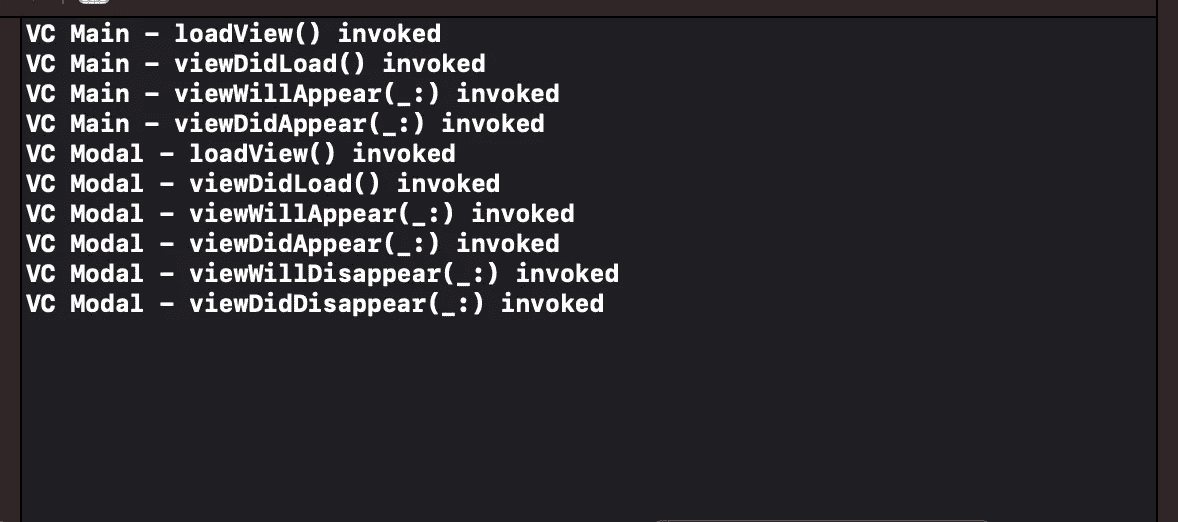 VC Main – loadView() invoked
VC Main – viewDidLoad() invoked
VC Main – viewWillAppear(_:) invoked
VC Main – viewDidAppear(_:) invoked
VC Modal – loadView() invoked
VC Modal – viewDidLoad() invoked
VC Modal – viewWillAppear(_:) invoked
VC Modal – viewDidAppear(_:) invoked
VC Modal – viewWillDisappear(_:) invoked
VC Modal – viewDidDisappear(_:) invoked